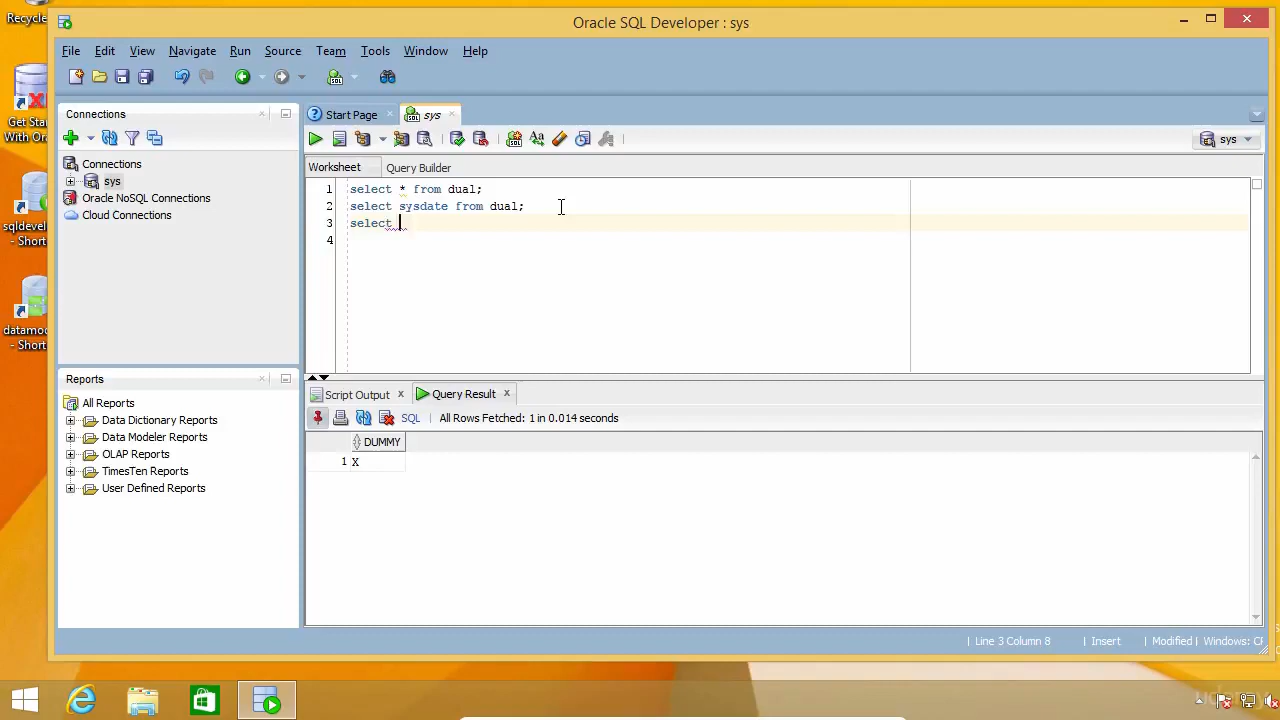 Recycle
Oracle SQL Developer : sys
File Edit View Navigate Run Source Team Tools Window Help
Get Star
With Ora
sqldevel
- Short
datamod
- Short
Connections
Connections
sys
Oracle NoSQL Connections
Cloud Connections
Reports
All Reports
Data Dictionary Reports
Data Modeler Reports
OLAP Reports
TimesTen Reports
User Defined Reports
Start Page sys
sys
Worksheet Query Builder
1 select * from dual;
2 select sysdate from dual;
3 select
4
Script Output Query Result
SQL All Rows Fetched: 1 in 0.014 seconds
DUMMY
1 X
Line 3 Column 8 Insert Modified Windows: CR